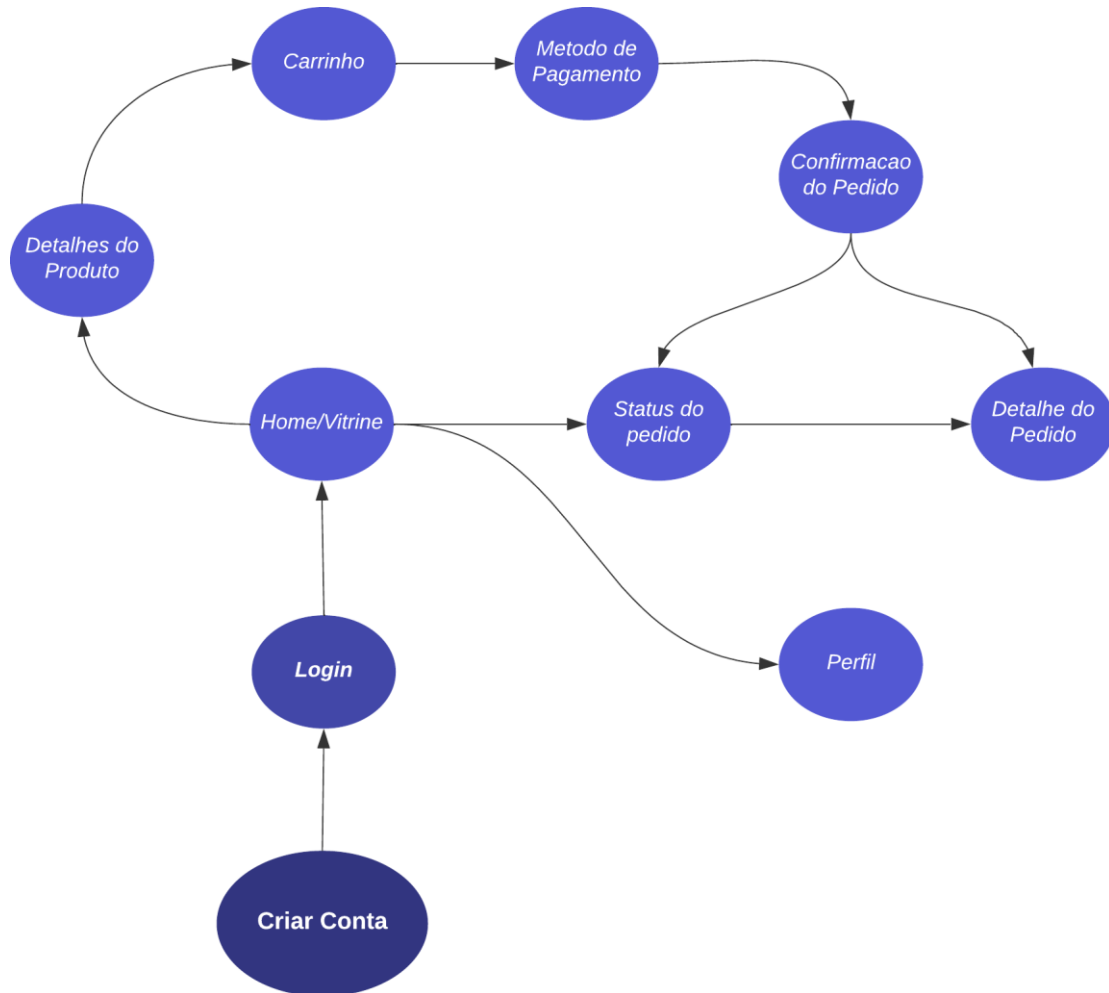 Carrinho
Metodo de
Pagamento
Confirmacao
do Pedido
Detalhes do
Produto
Home/Vitrine
Status do
pedido
Detalhe do
Pedido
Login
Perfil
Criar Conta